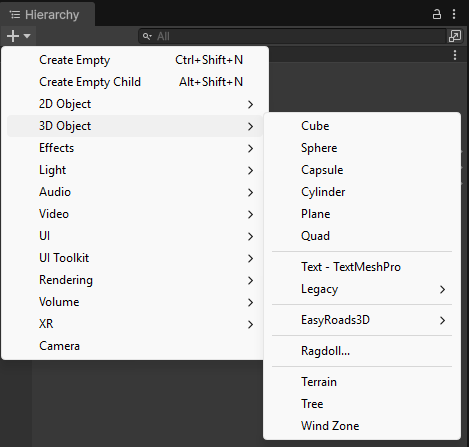 Hierarchy
All
Create Empty Ctrl+Shift+N
Create Empty Child Alt+Shift+N
2D Object
3D Object
Effects
Light
Audio
Video
UI
UI Toolkit
Rendering
Volume
XR
Camera
Cube
Sphere
Capsule
Cylinder
Plane
Quad
Text - TextMeshPro
Legacy
EasyRoads3D
Ragdoll...
Terrain
Tree
Wind Zone